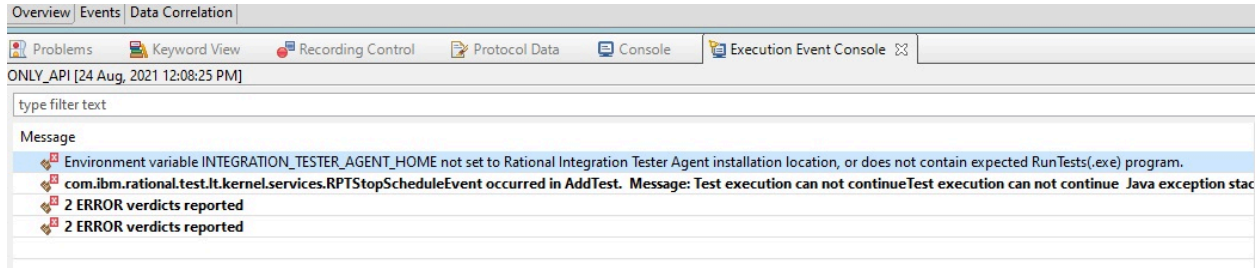 Overview Events Data Correlation
Problems Keyword View Recording Control Protocol Data Console Execution Event Console
ONLY_API [24 Aug, 2021 12:08:25 PM]
type filter text
Message
Environment variable INTEGRATION_TESTER_AGENT_HOME not set to Rational Integration Tester Agent installation location, or does not contain expected RunTests(.exe) program.
com.ibm.rational.test.lt.kernel.services.RPTStopScheduleEvent occurred in AddTest. Message: Test execution can not continueTest execution can not continue Java exception stac
2 ERROR verdicts reported
2 ERROR verdicts reported